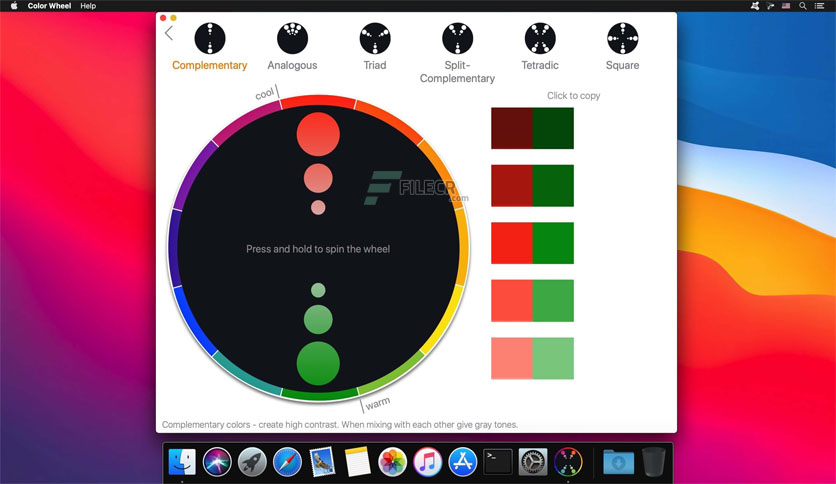 Color Wheel Help
Complementary
Analogous
Triad
Split-
Complementary
Tetradic
Square
cool
Click to copy
FILECR
.com
Press and hold to spin the wheel
warm
Complementary colors - create high contrast. When mixing with each other give gray tones.
>_